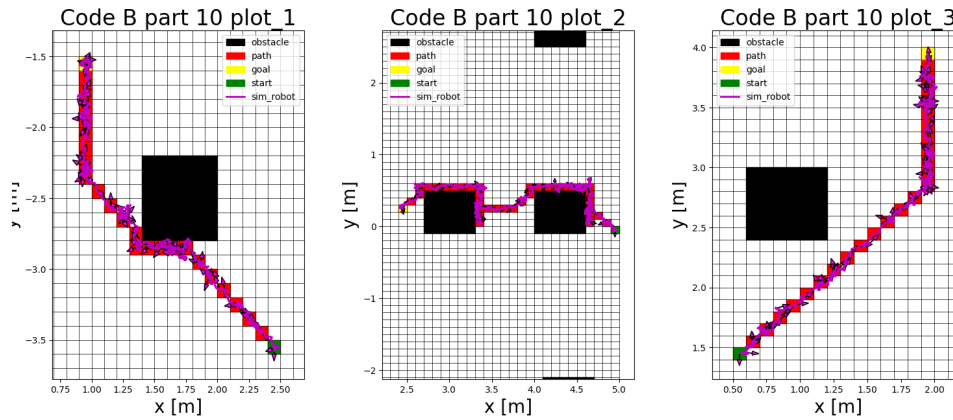 Code B part 10 plot_1
−1.5
−2.0
−2.5
−3.0
−3.5
y [m]
obstacle
path
goal
start
sim_robot
0.75 1.00 1.25 1.50 1.75 2.00 2.25 2.50
x [m]
Code B part 10 plot_2
2
1
0
−1
−2
y [m]
obstacle
path
goal
start
sim_robot
2.5 3.0 3.5 4.0 4.5 5.0
x [m]
Code B part 10 plot_3
4.0
3.5
3.0
2.5
2.0
1.5
y [m]
obstacle
path
goal
start
sim_robot
0.50 0.75 1.00 1.25 1.50 1.75 2.00
x [m]